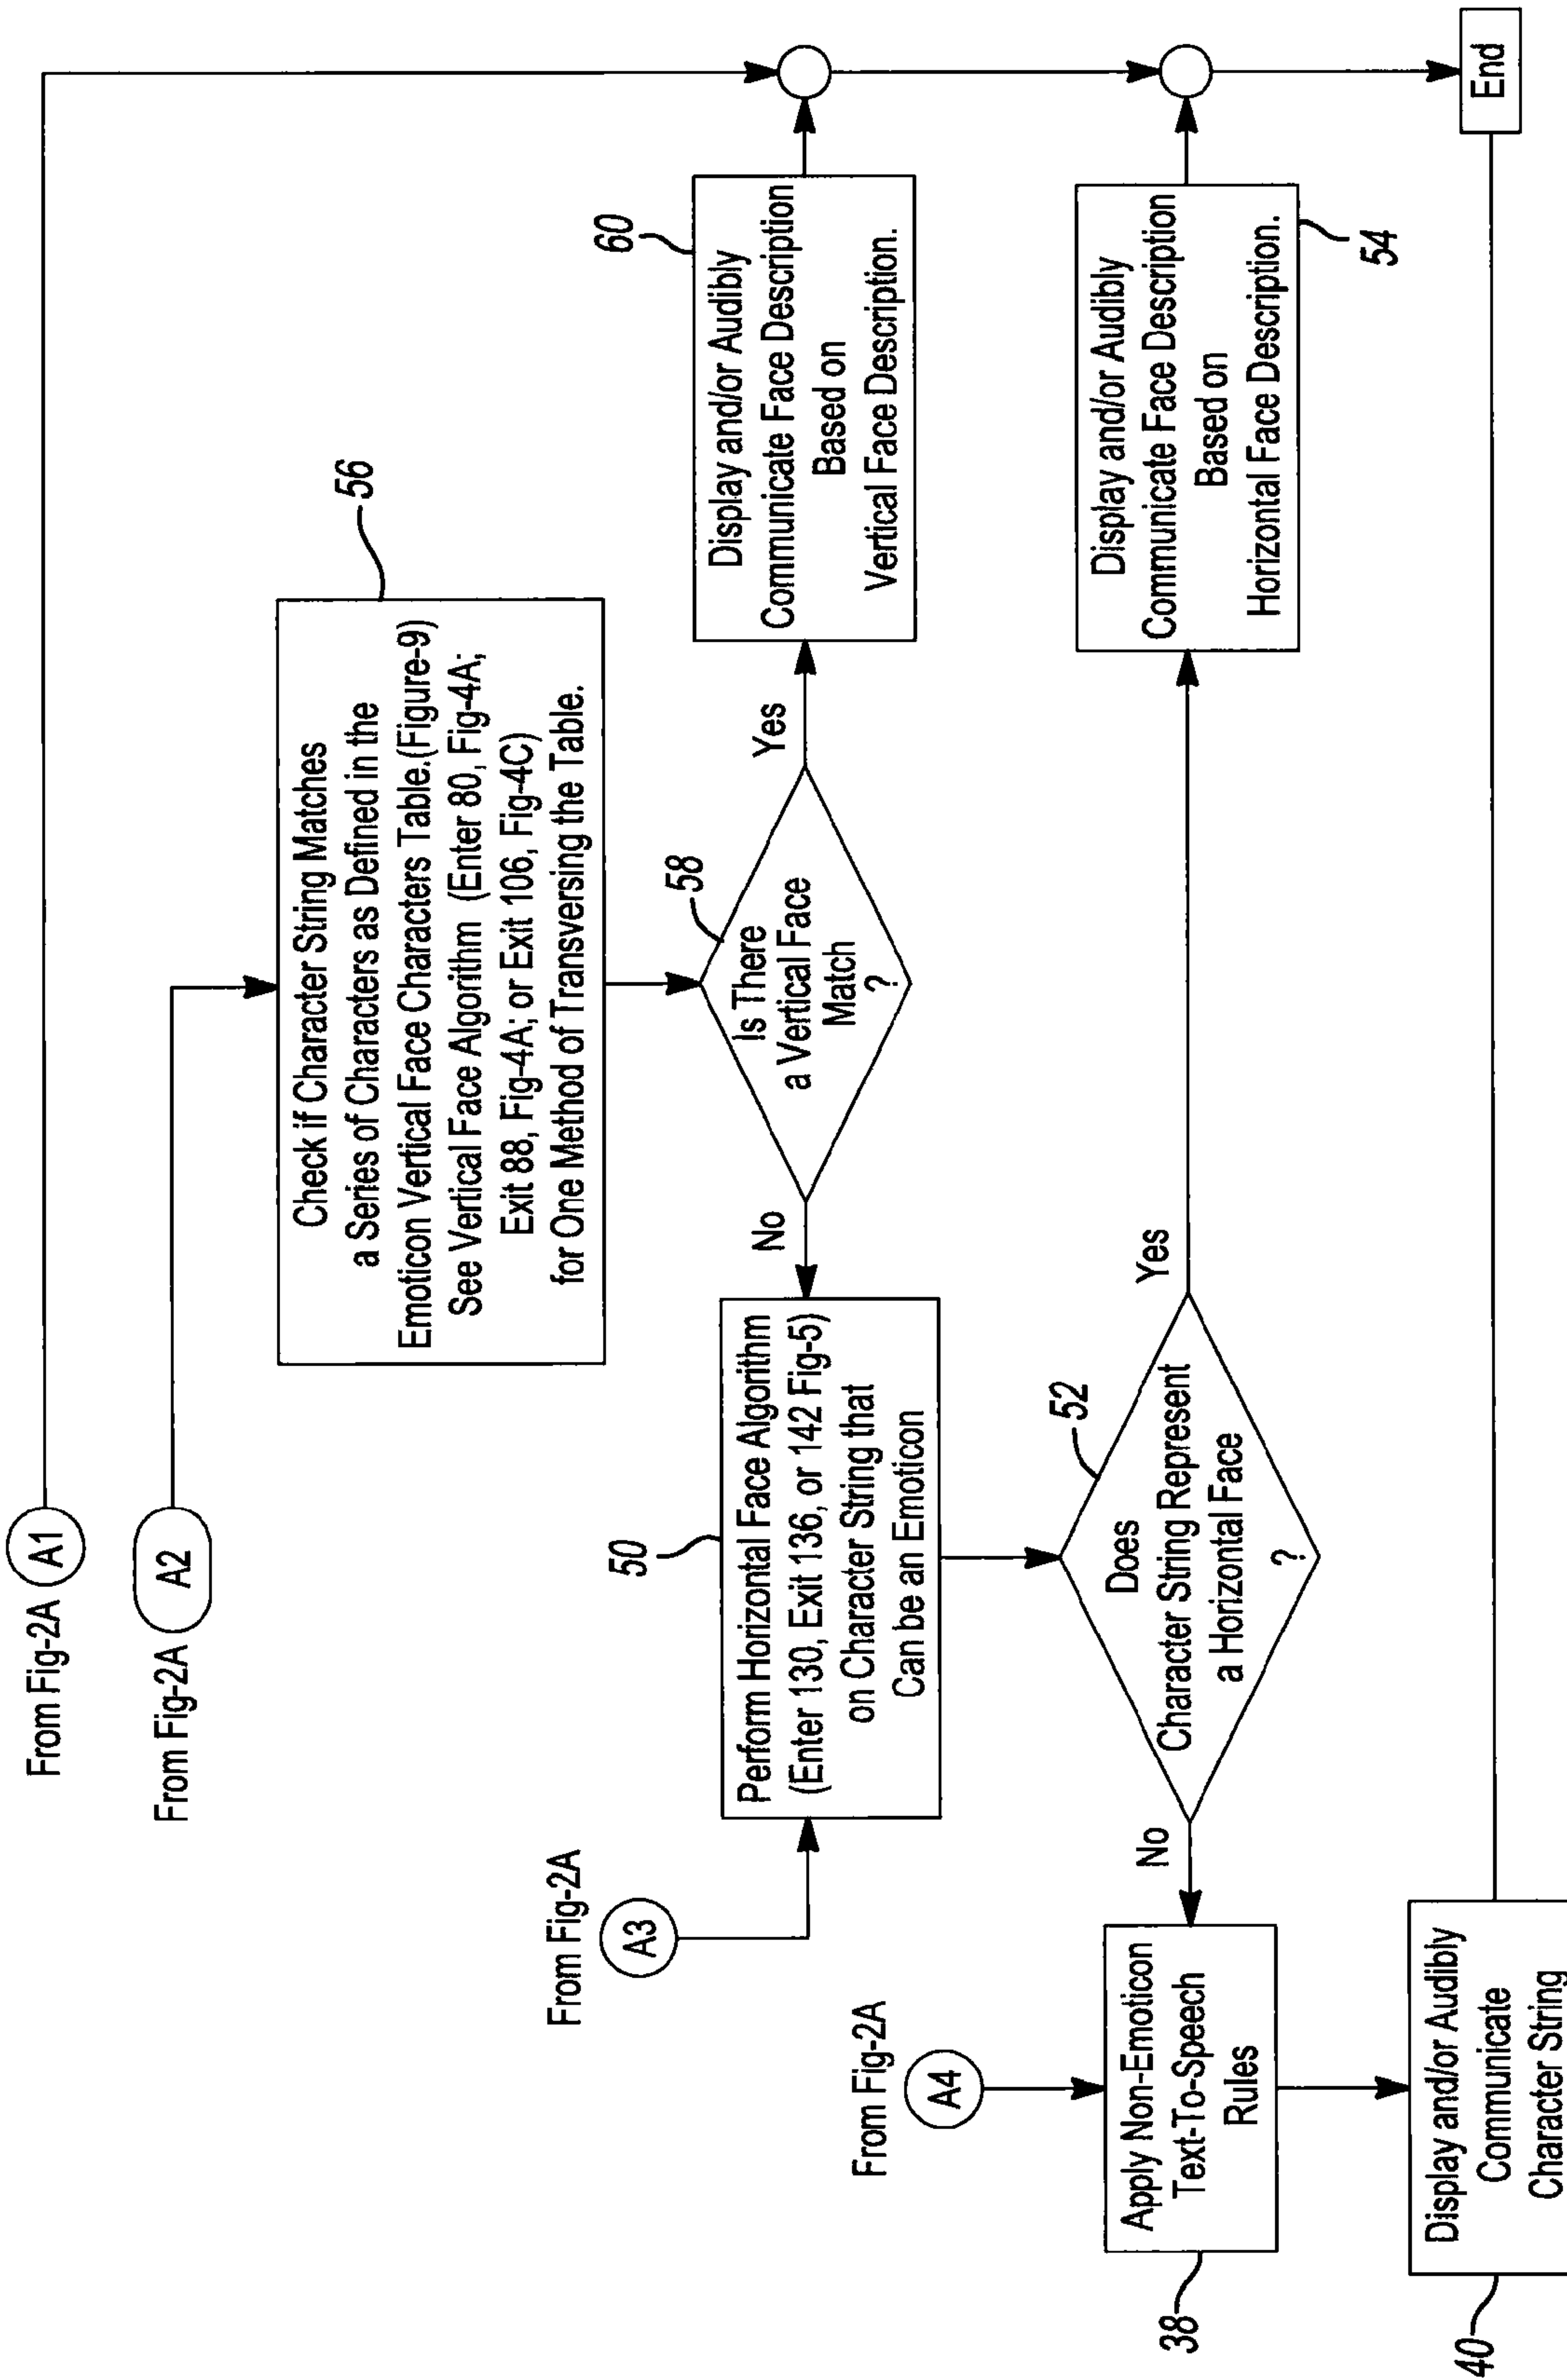 From Fig-2A
A1
From Fig-2A
A2
Check if Character String Matches
a Series of Characters as Defined in the
Emoticon Vertical Face Characters Table.(Figure-9)
See Vertical Face Algorithm (Enter 80, Fig-4A;
Exit 88, Fig-4A; or Exit 106, Fig-4C)
for One Method of Transversing the Table.
56
From Fig-2A
A3
50
Perform Horizontal Face Algorithm
(Enter 130, Exit 136, or 142 Fig-5)
on Character String that
Can be an Emoticon
No
Is There
a Vertical Face
Match
?
58
Yes
60
Display and/or Audibly
Communicate Face Description
Based on
Vertical Face Description.
From Fig-2A
A4
38
Apply Non-Emoticon
Text-To-Speech
Rules
No
Does
Character String Represent
a Horizontal Face
?
52
Yes
Display and/or Audibly
Communicate Face Description
Based on
Horizontal Face Description.
54
40
Display and/or Audibly
Communicate
Character String
End